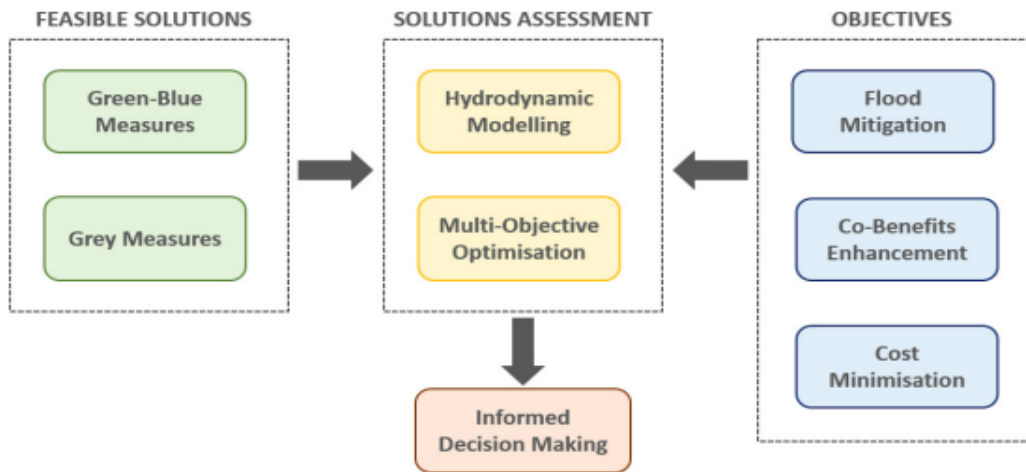 FEASIBLE SOLUTIONS
Green-Blue
Measures
Grey Measures
SOLUTIONS ASSESSMENT
Hydrodynamic
Modelling
Multi-Objective
Optimisation
OBJECTIVES
Flood
Mitigation
Co-Benefits
Enhancement
Cost
Minimisation
Informed
Decision Making